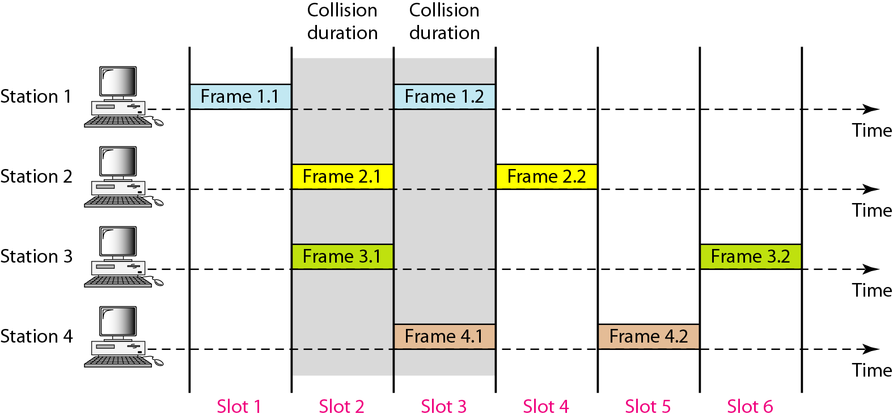 Collision
duration
Collision
duration
Station 1
Frame 1.1
Frame 1.2
Time
Station 2
Frame 2.1
Frame 2.2
Time
Station 3
Frame 3.1
Frame 3.2
Time
Station 4
Frame 4.1
Frame 4.2
Time
Slot 1
Slot 2
Slot 3
Slot 4
Slot 5
Slot 6